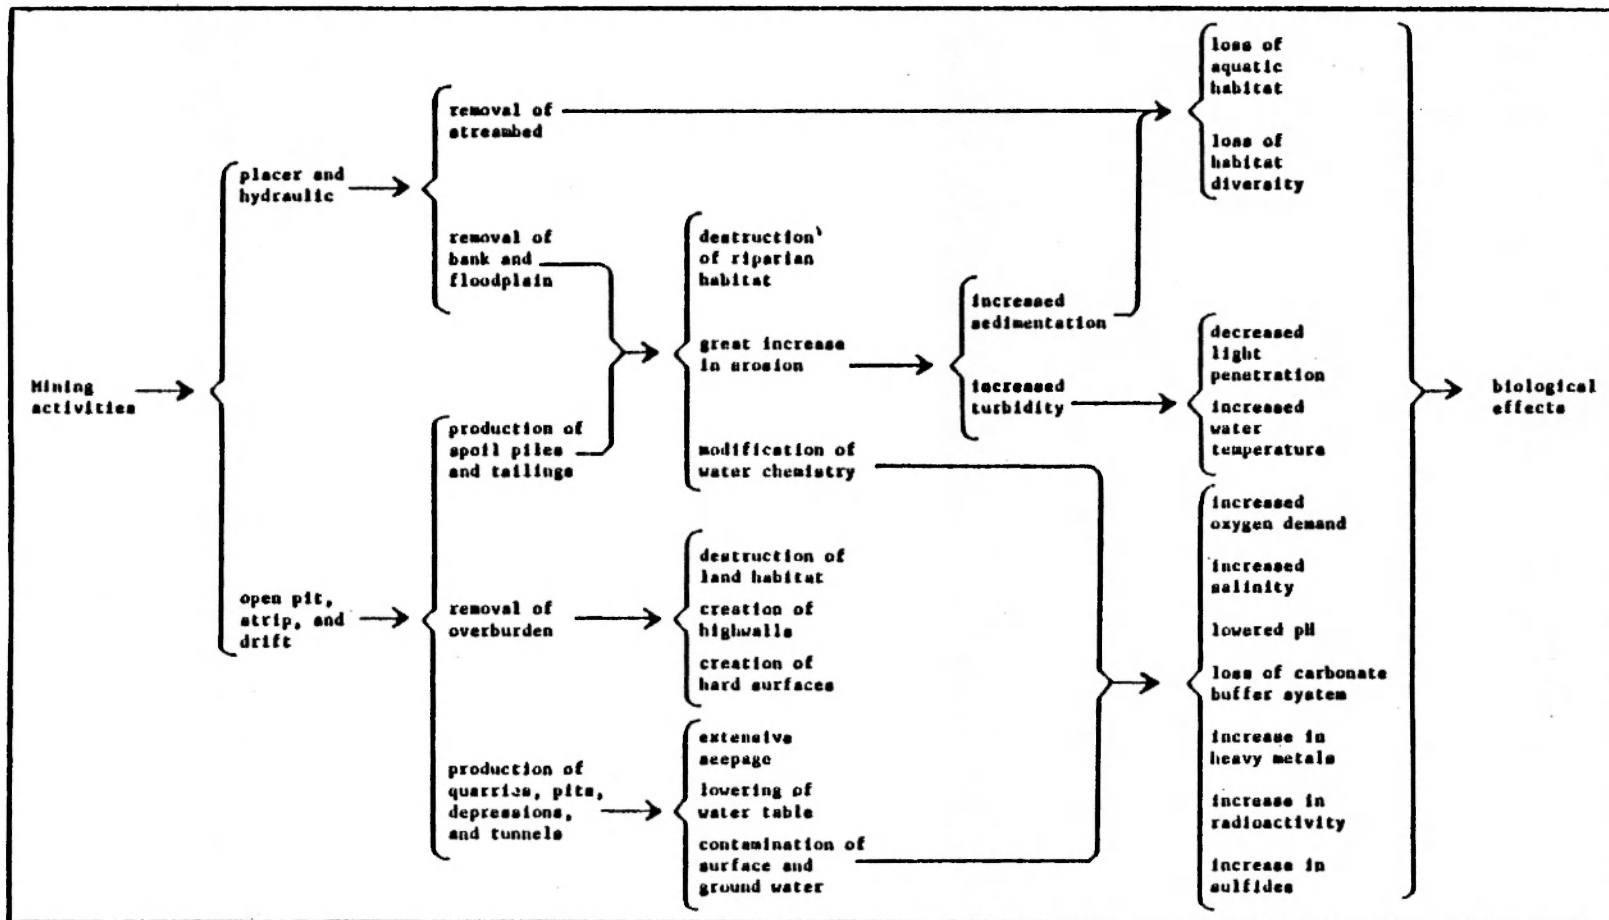 Mining
activities
placer and
hydraulic
open pit,
strip, and
drift
removal of
streambed
removal of
bank and
floodplain
production of
spoil piles
and tailings
removal of
overburden
production of
quarries, pits,
depressions,
and tunnels
destruction
of riparian
habitat
great increase
in erosion
modification of
water chemistry
destruction of
land habitat
creation of
highwalls
creation of
hard surfaces
extensive
seepage
lowering of
water table
contamination of
surface and
ground water
increased
sedimentation
increased
turbidity
loss of
aquatic
habitat
loss of
habitat
diversity
decreased
light
penetration
increased
water
temperature
increased
oxygen demand
increased
salinity
lowered pH
loss of carbonate
buffer system
increase in
heavy metals
increase in
radioactivity
increase in
sulfides
biological
effects